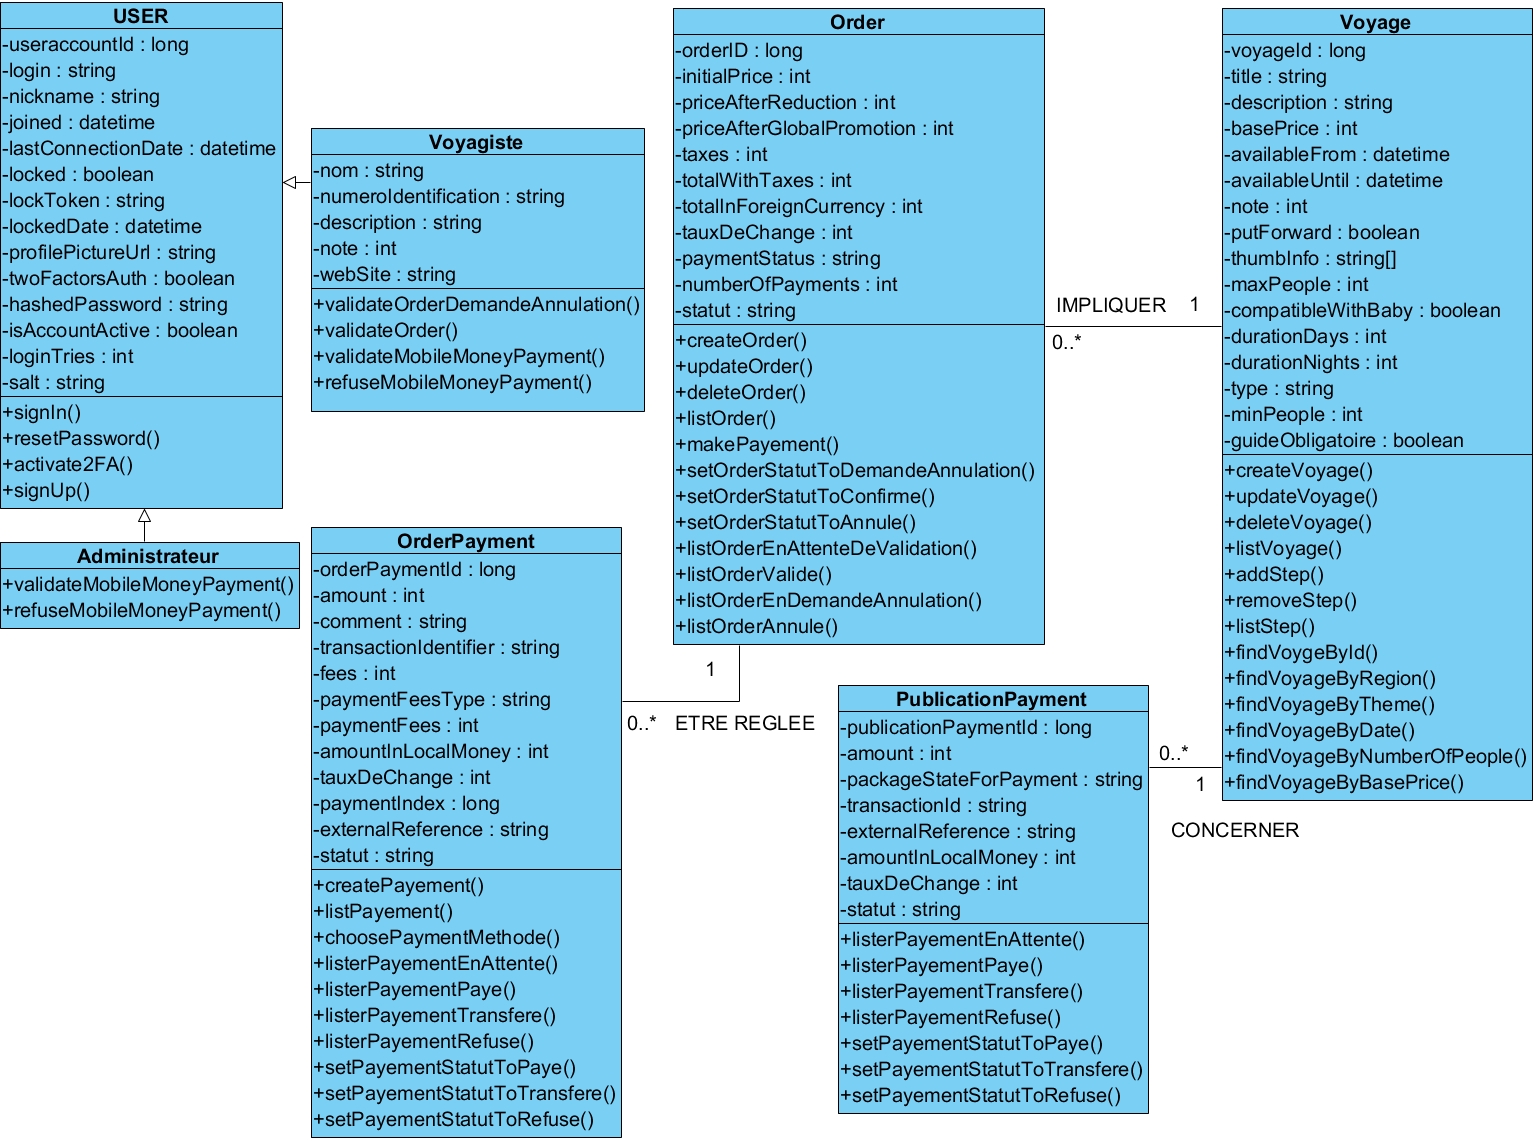 USER
-useraccountId : long
-login : string
-nickname : string
-joined : datetime
-lastConnectionDate : datetime
-locked : boolean
-lockToken : string
-lockedDate : datetime
-profilePictureUrl : string
-twoFactorsAuth : boolean
-hashedPassword : string
-isAccountActive : boolean
-loginTries : int
-salt : string
+signIn()
+resetPassword()
+activate2FA()
+signUp()
Administrateur
+validateMobileMoneyPayment()
+refuseMobileMoneyPayment()
Voyagiste
-nom : string
-numeroIdentification : string
-description : string
-note : int
-webSite : string
+validateOrderDemandeAnnulation()
+validateOrder()
+validateMobileMoneyPayment()
+refuseMobileMoneyPayment()
OrderPayment
-orderPaymentId : long
-amount : int
-comment : string
-transactionIdentifier : string
-fees : int
-paymentFeesType : string
-paymentFees : int
-amountInLocalMoney : int
-tauxDeChange : int
-paymentIndex : long
-externalReference : string
-statut : string
+createPayement()
+listPayement()
+choosePaymentMethode()
+listerPayementEnAttente()
+listerPayementPaye()
+listerPayementTransfere()
+listerPayementRefuse()
+setPayementStatutToPaye()
+setPayementStatutToTransfere()
+setPayementStatutToRefuse()
Order
-orderID : long
-initialPrice : int
-priceAfterReduction : int
-priceAfterGlobalPromotion : int
-taxes : int
-totalWithTaxes : int
-totalInForeignCurrency : int
-tauxDeChange : int
-paymentStatus : string
-numberOfPayments : int
-statut : string
+createOrder()
+updateOrder()
+deleteOrder()
+listOrder()
+makePayement()
+setOrderStatutToDemandeAnnulation()
+setOrderStatutToConfirme()
+setOrderStatutToAnnule()
+listOrderEnAttenteDeValidation()
+listOrderValide()
+listOrderEnDemandeAnnulation()
+listOrderAnnule()
1
0..* ETRE REGLEE
IMPLIQUER 1
0..*
PublicationPayment
-publicationPaymentId : long
-amount : int
-packageStateForPayment : string
-transactionId : string
-externalReference : string
-amountInLocalMoney : int
-tauxDeChange : int
-statut : string
+listerPayementEnAttente()
+listerPayementPaye()
+listerPayementTransfere()
+listerPayementRefuse()
+setPayementStatutToPaye()
+setPayementStatutToTransfere()
+setPayementStatutToRefuse()
0..*
1
CONCERNER
Voyage
-voyageId : long
-title : string
-description : string
-basePrice : int
-availableFrom : datetime
-availableUntil : datetime
-note : int
-putForward : boolean
-thumbInfo : string[]
-maxPeople : int
-compatibleWithBaby : boolean
-durationDays : int
-durationNights : int
-type : string
-minPeople : int
-guideObligatoire : boolean
+createVoyage()
+updateVoyage()
+deleteVoyage()
+listVoyage()
+addStep()
+removeStep()
+listStep()
+findVoygeById()
+findVoyageByRegion()
+findVoyageByTheme()
+findVoyageByDate()
+findVoyageByNumberOfPeople()
+findVoyageByBasePrice()